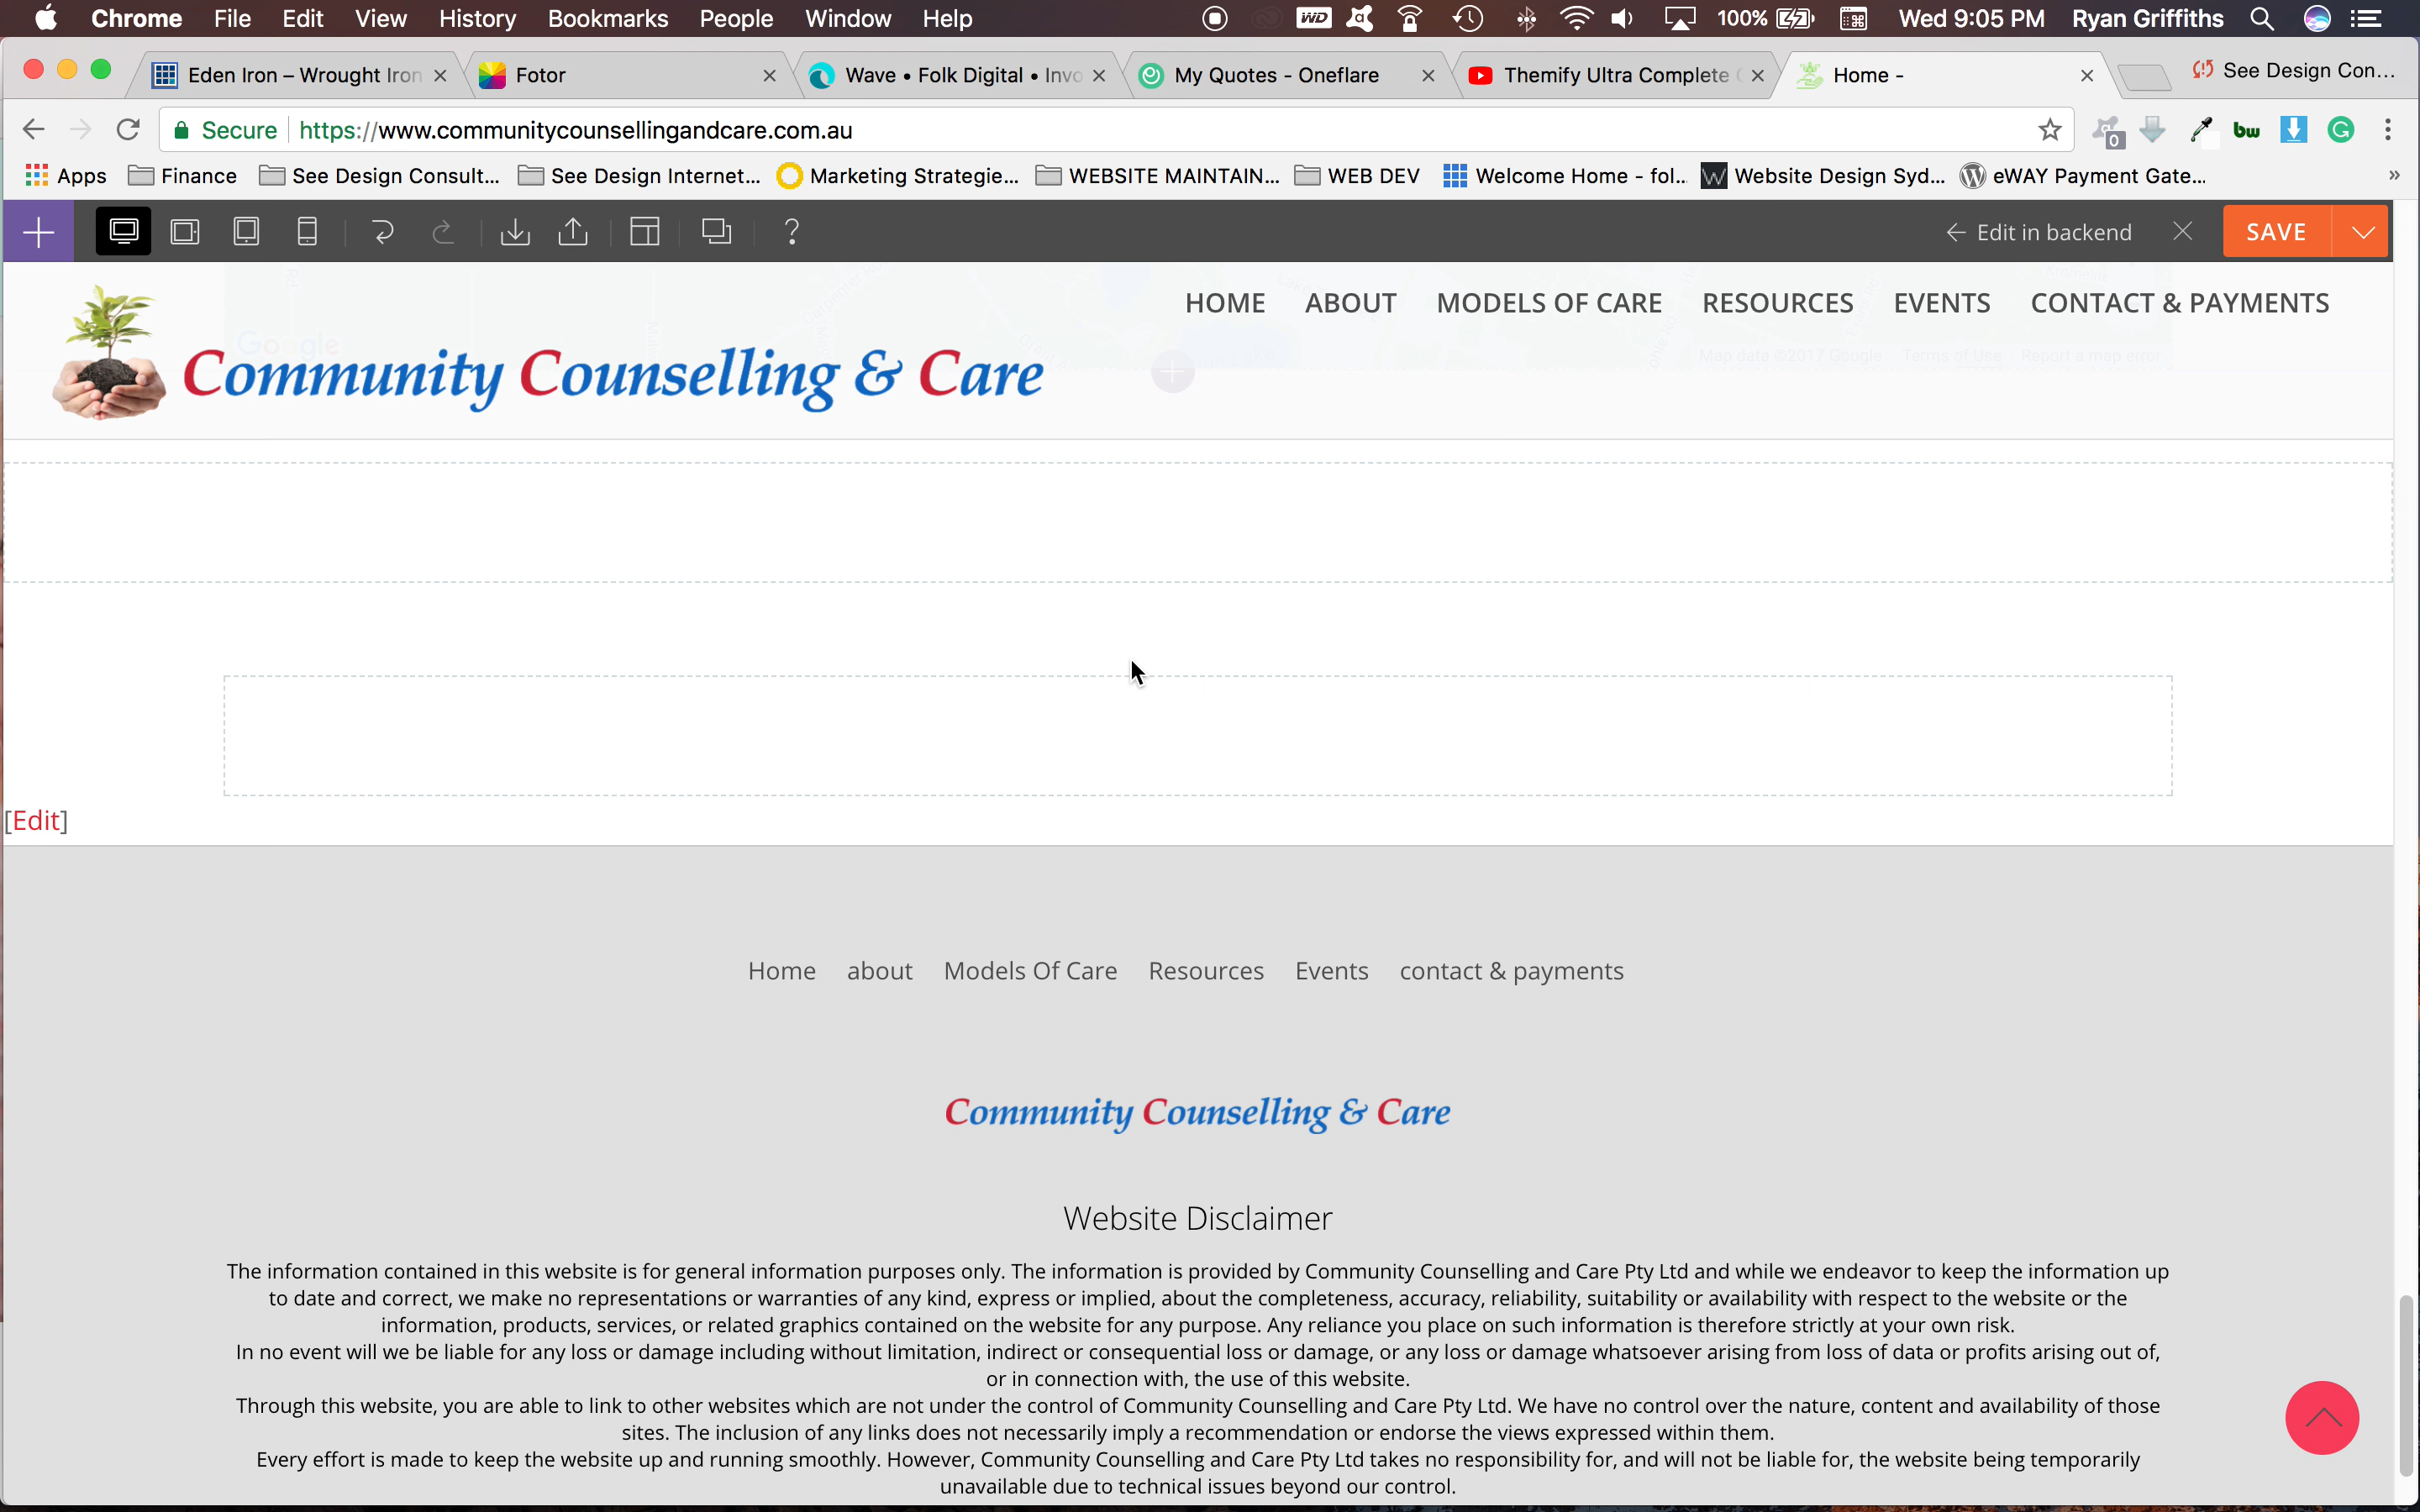 Chrome File Edit View History Bookmarks People Window Help WD 100% Wed 9:05 PM Ryan Griffiths
Eden Iron – Wrought Iron Fotor Wave • Folk Digital • Invo My Quotes - Oneflare Themify Ultra Complete Home - See Design Con...
Secure https://www.communitycounsellingandcare.com.au 0 bw G
Apps Finance See Design Consult... See Design Internet... Marketing Strategie... WEBSITE MAINTAIN... WEB DEV Welcome Home - fol... W Website Design Syd... eWAY Payment Gate... »
? Edit in backend SAVE
HOME ABOUT MODELS OF CARE RESOURCES EVENTS CONTACT & PAYMENTS
Google
Map data ©2017 Google Terms of Use Report a map error
Community Counselling & Care
[Edit]
Home about Models Of Care Resources Events contact & payments
Community Counselling & Care
Website Disclaimer
The information contained in this website is for general information purposes only. The information is provided by Community Counselling and Care Pty Ltd and while we endeavor to keep the information up
to date and correct, we make no representations or warranties of any kind, express or implied, about the completeness, accuracy, reliability, suitability or availability with respect to the website or the
information, products, services, or related graphics contained on the website for any purpose. Any reliance you place on such information is therefore strictly at your own risk.
In no event will we be liable for any loss or damage including without limitation, indirect or consequential loss or damage, or any loss or damage whatsoever arising from loss of data or profits arising out of,
or in connection with, the use of this website.
Through this website, you are able to link to other websites which are not under the control of Community Counselling and Care Pty Ltd. We have no control over the nature, content and availability of those
sites. The inclusion of any links does not necessarily imply a recommendation or endorse the views expressed within them.
Every effort is made to keep the website up and running smoothly. However, Community Counselling and Care Pty Ltd takes no responsibility for, and will not be liable for, the website being temporarily
unavailable due to technical issues beyond our control.